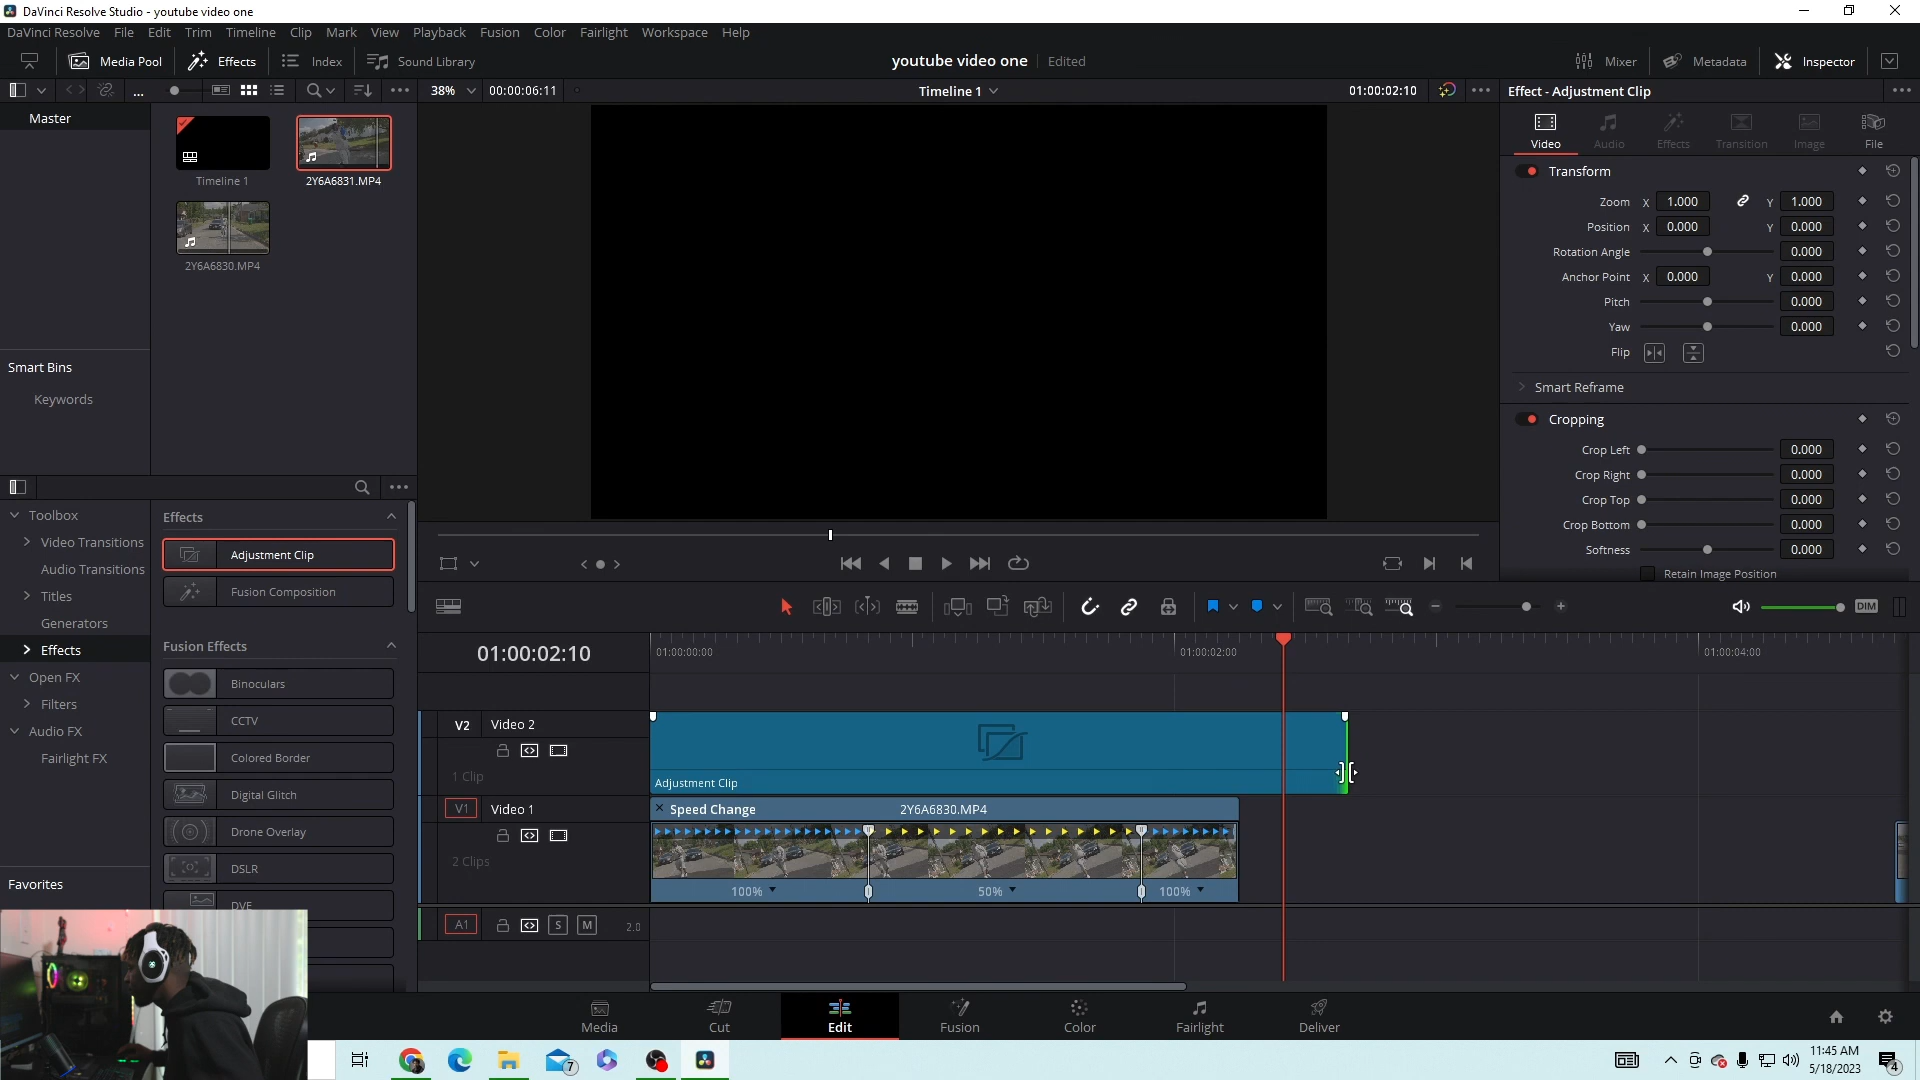 DaVinci Resolve Studio - youtube video one
DaVinci Resolve File Edit Trim Timeline Clip Mark View Playback Fusion Color Fairlight Workspace Help
Media Pool Effects Index Sound Library youtube video one Edited Mixer Metadata Inspector
... 38% 00:00:06:11 Timeline 1 01:00:02:10 Effect - Adjustment Clip
Master
Timeline 1
2Y6A6831.MP4
2Y6A6830.MP4
Smart Bins
Keywords
Video Audio Effects Transition Image File
Transform
Zoom X 1.000 Y 1.000
Position X 0.000 Y 0.000
Rotation Angle 0.000
Anchor Point X 0.000 Y 0.000
Pitch 0.000
Yaw 0.000
Flip
Smart Reframe
Cropping
Crop Left 0.000
Crop Right 0.000
Crop Top 0.000
Crop Bottom 0.000
Softness 0.000
Retain Image Position
Toolbox
Video Transitions
Audio Transitions
Titles
Generators
Effects
Open FX
Filters
Audio FX
Fairlight FX
Favorites
Effects
Adjustment Clip
Fusion Composition
Fusion Effects
Binoculars
CCTV
Colored Border
Digital Glitch
Drone Overlay
DSLR
DVE
DIM
01:00:02:10
01:00:00:00 01:00:02:00 01:00:04:00
V2 Video 2
1 Clip
Adjustment Clip
V1 Video 1
2 Clips
Speed Change 2Y6A6830.MP4
100% 50% 100%
A1 S M 2.0
Media Cut Edit Fusion Color Fairlight Deliver
7
11:45 AM
5/18/2023
4